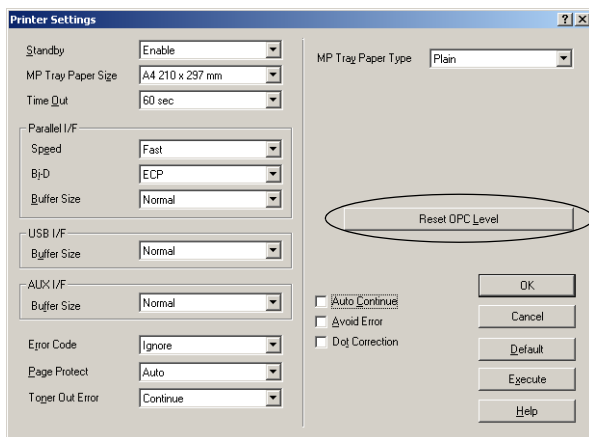 Printer Settings
Standby Enable
MP Tray Paper Size A4 210 x 297 mm
Time Out 60 sec
Parallel I/F
Speed Fast
Bi-D ECP
Buffer Size Normal
USB I/F
Buffer Size Normal
AUX I/F
Buffer Size Normal
Error Code Ignore
Page Protect Auto
Toner Out Error Continue
MP Tray Paper Type Plain
Reset OPC Level
Auto Continue
Avoid Error
Dot Correction
OK
Cancel
Default
Execute
Help